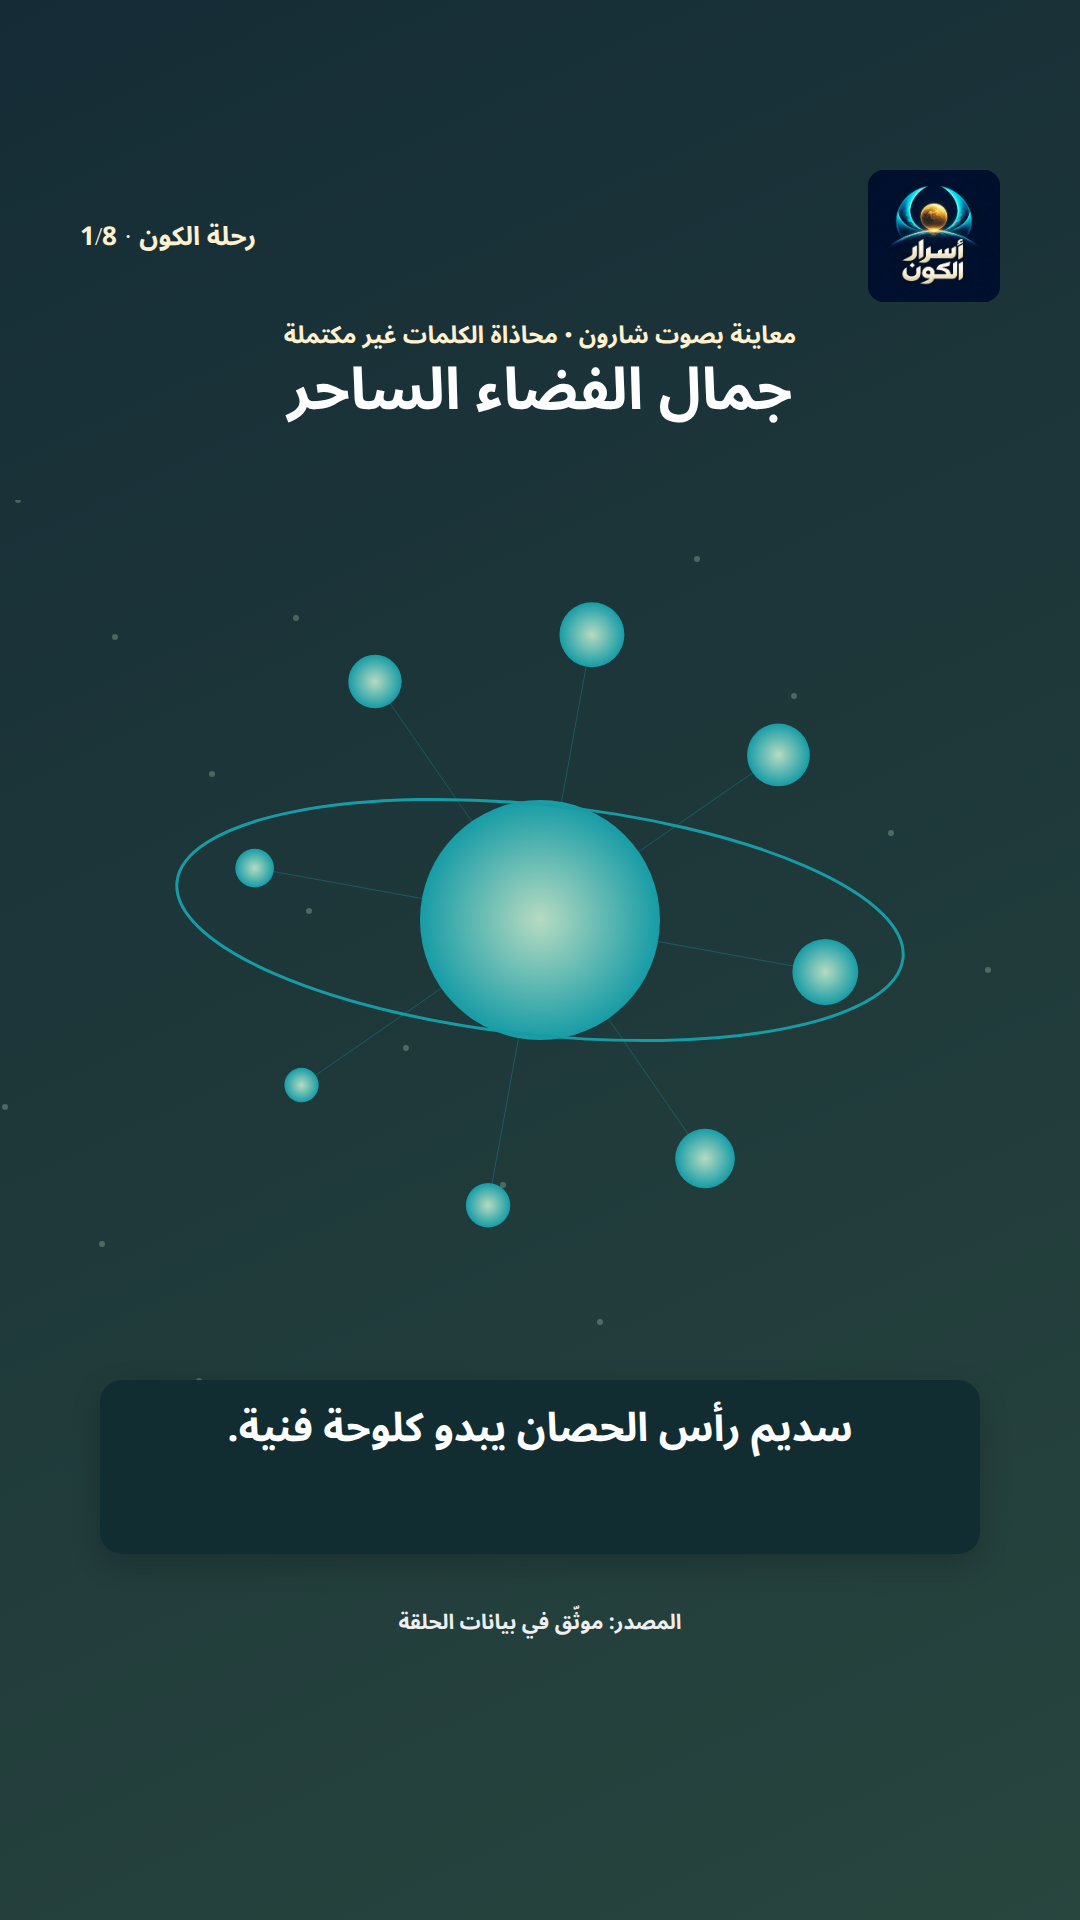 أسرار
الكون
رحلة الكون · 1/8
معاينة بصوت شارون • محاذاة الكلمات غير مكتملة
جمال الفضاء الساحر
سديم رأس الحصان يبدو كلوحة فنية.
المصدر: موثّق في بيانات الحلقة